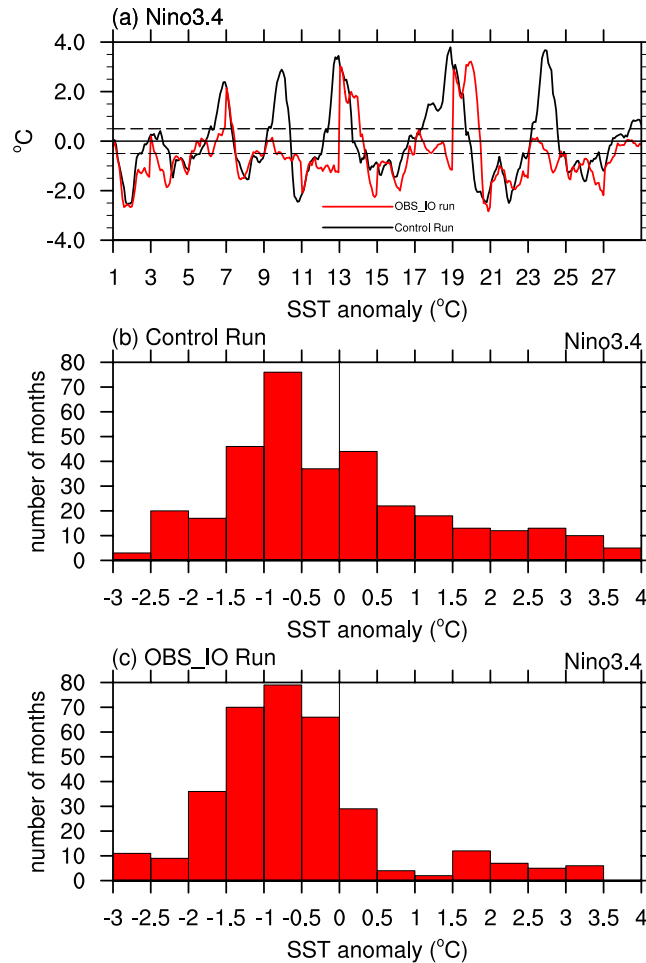 (a) Nino3.4
4.0
2.0
0.0
-2.0
-4.0
°C
OBS_IO run
Control Run
1 3 5 7 9 11 13 15 17 19 21 23 25 27
SST anomaly (°C)
(b) Control Run Nino3.4
80
70
60
50
40
30
20
10
0
number of months
-3 -2.5 -2 -1.5 -1 -0.5 0 0.5 1 1.5 2 2.5 3 3.5 4
SST anomaly (°C)
(c) OBS_IO Run Nino3.4
80
70
60
50
40
30
20
10
0
number of months
-3 -2.5 -2 -1.5 -1 -0.5 0 0.5 1 1.5 2 2.5 3 3.5 4
SST anomaly (°C)